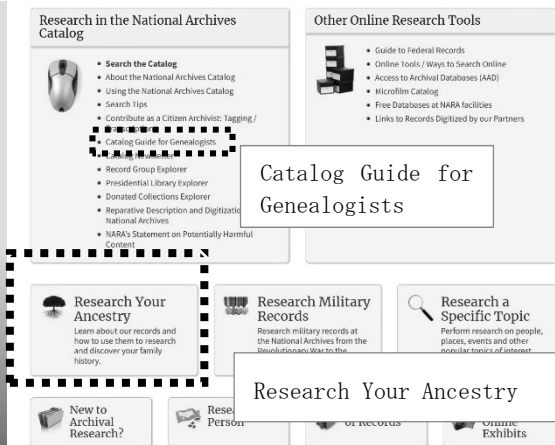 Research in the National Archives
Catalog
Search the Catalog
About the National Archives Catalog
Using the National Archives Catalog
Search Tips
Contribute as a Citizen Archivist: Tagging /
Catalog Guide for Genealogists
Catalog Newsletter
Record Group Explorer
Presidential Library Explorer
Donated Collections Explorer
Reparative Description and
National Archives
NARA's Statement on Potentially Harmful
Content
Other Online Research Tools
Guide to Federal Records
Online Tools / Ways to Search Online
Access to Archival Databases (AAD)
Microfilm Catalog
Free Databases at NARA facilities
Links to Records Digitized by our Partners
Catalog Guide for
Genealogists
Research Your
Ancestry
Learn about our records and
how to use them to research
and discover your family
history.
Research Military
Records
Research military records at
the National Archives from the
Revolutionary War to the
Research a
Specific Topic
Perform research on people,
places, events and other
popular topics of interest
Research Your Ancestry
New to
Archival
Research?
Person
of Records
Online
Exhibits